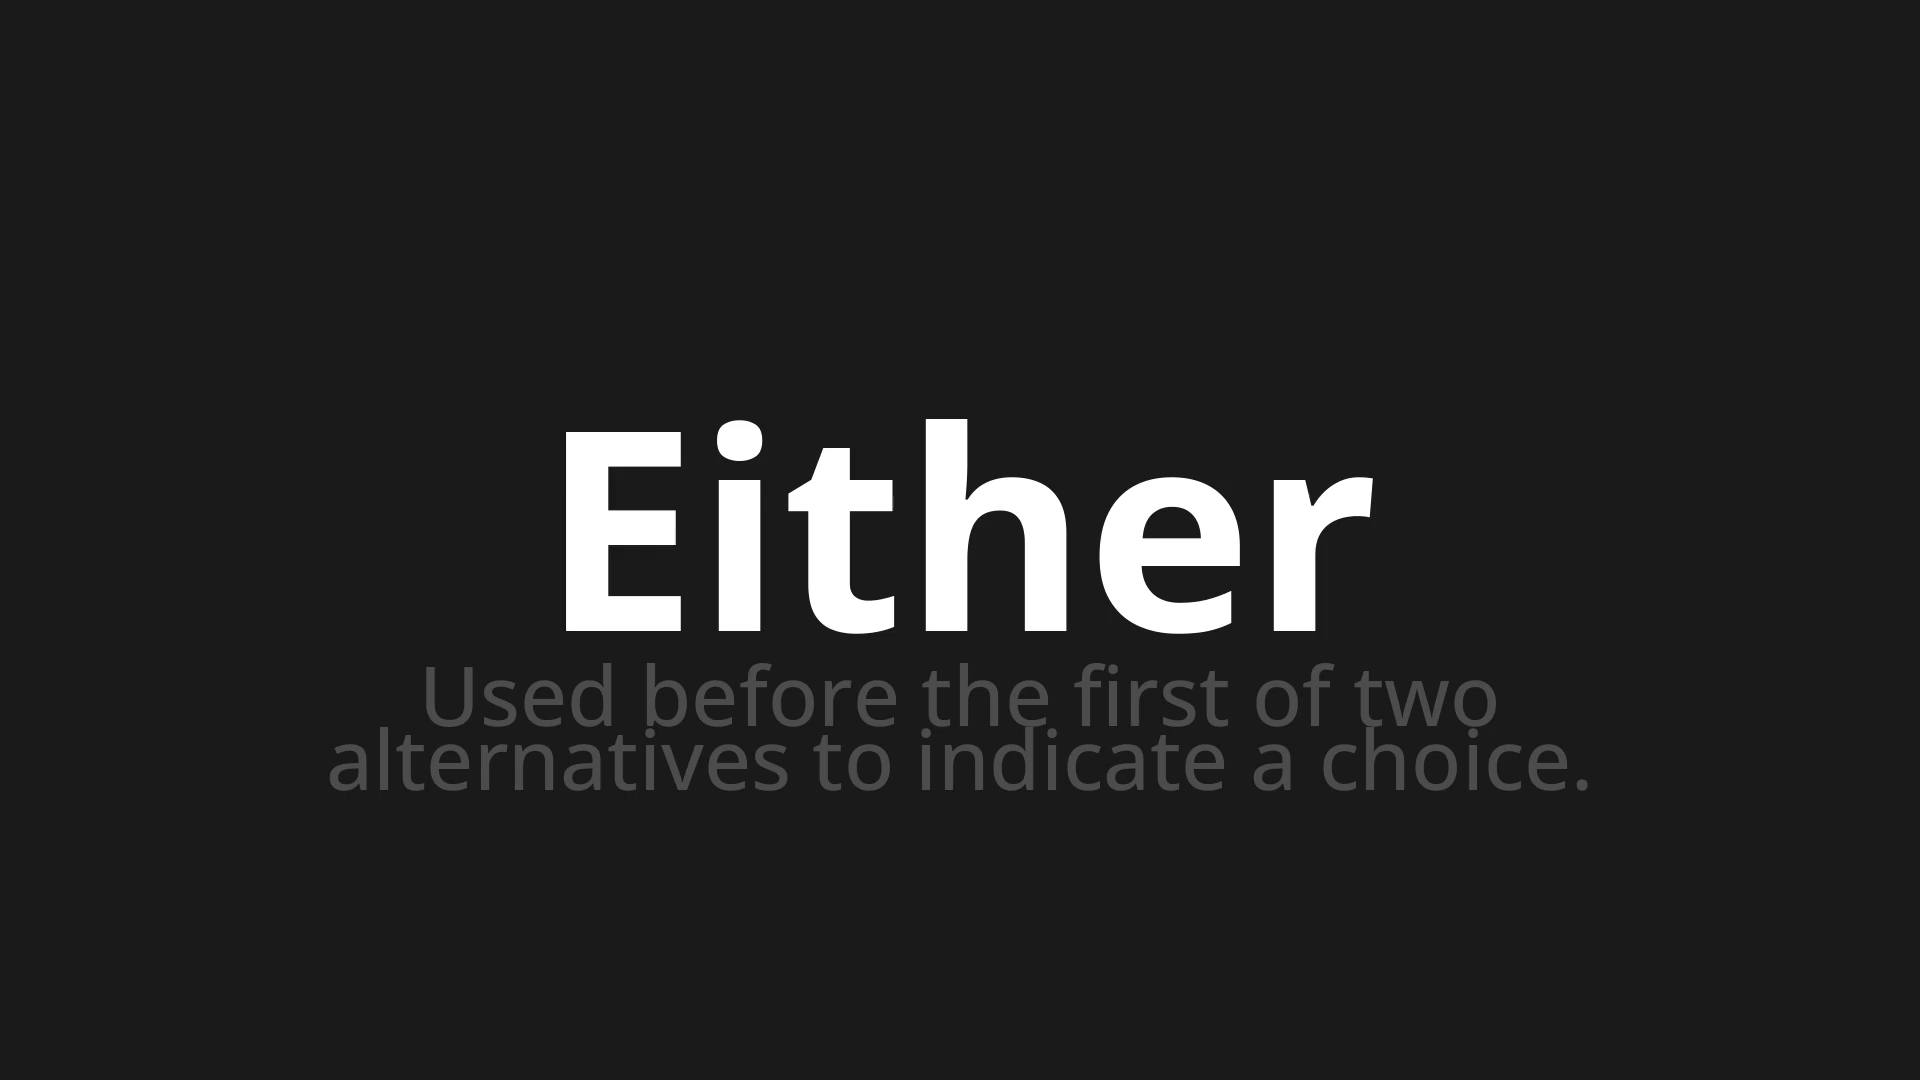 Either
Used before the first of two
alternatives to indicate a choice.